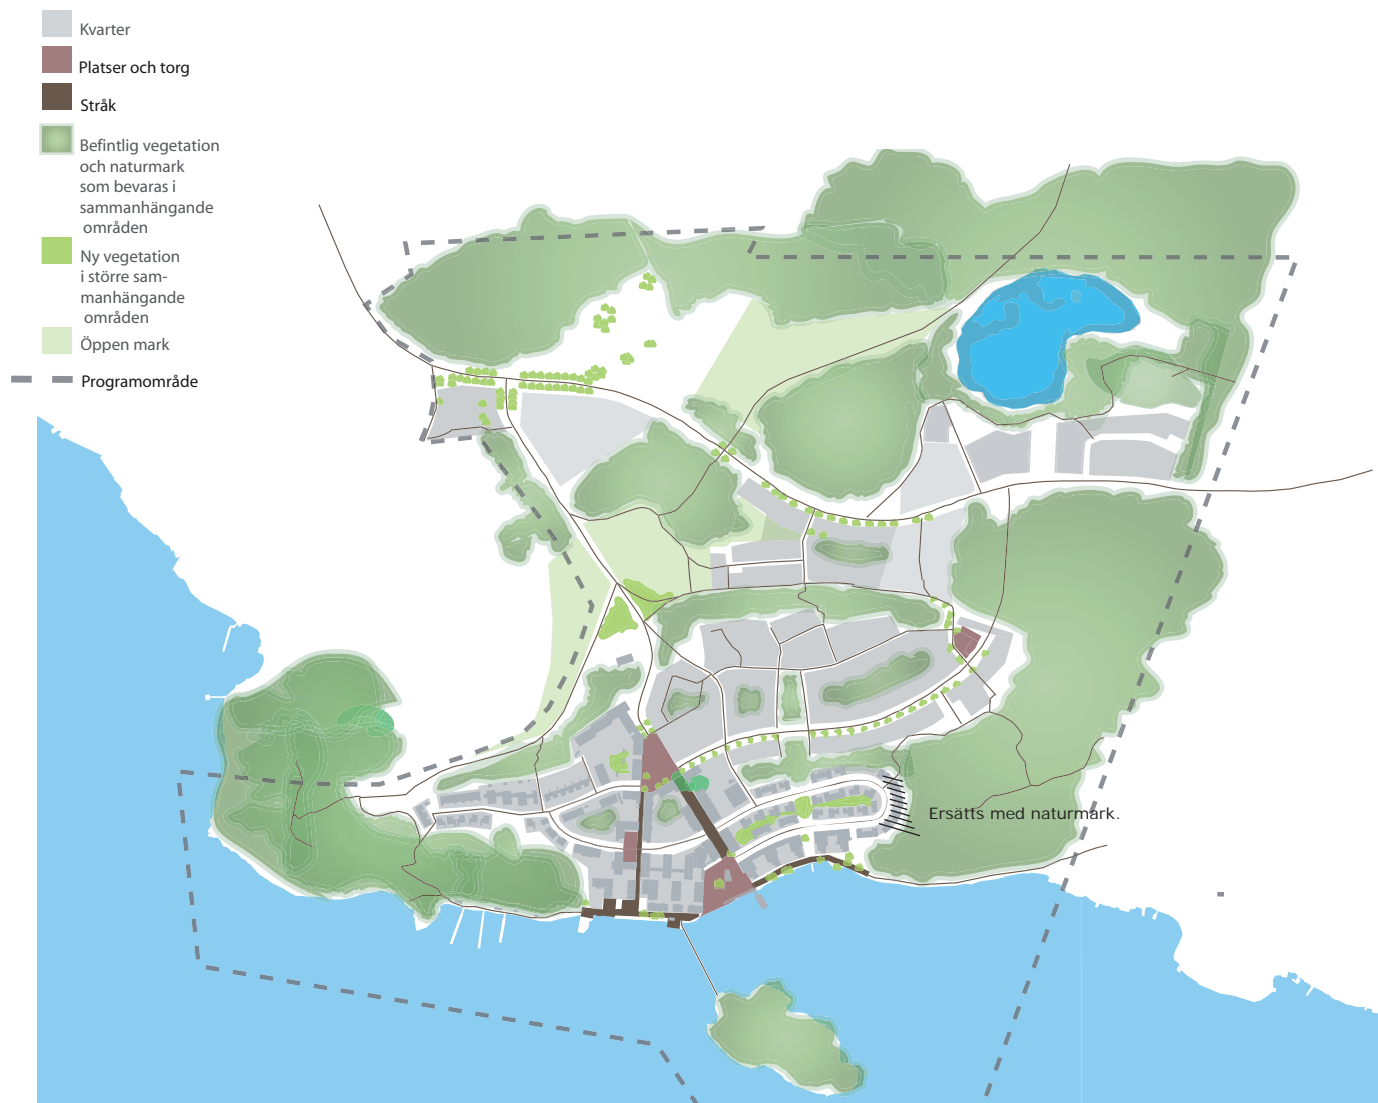 Kvarter
Platser och torg
Stråk
Befintlig vegetation
och naturmark
som bevaras i
sammanhängande
områden
Ny vegetation
i större sam-
manhängande
områden
Öppen mark
Programområde
Ersätts med naturmark.